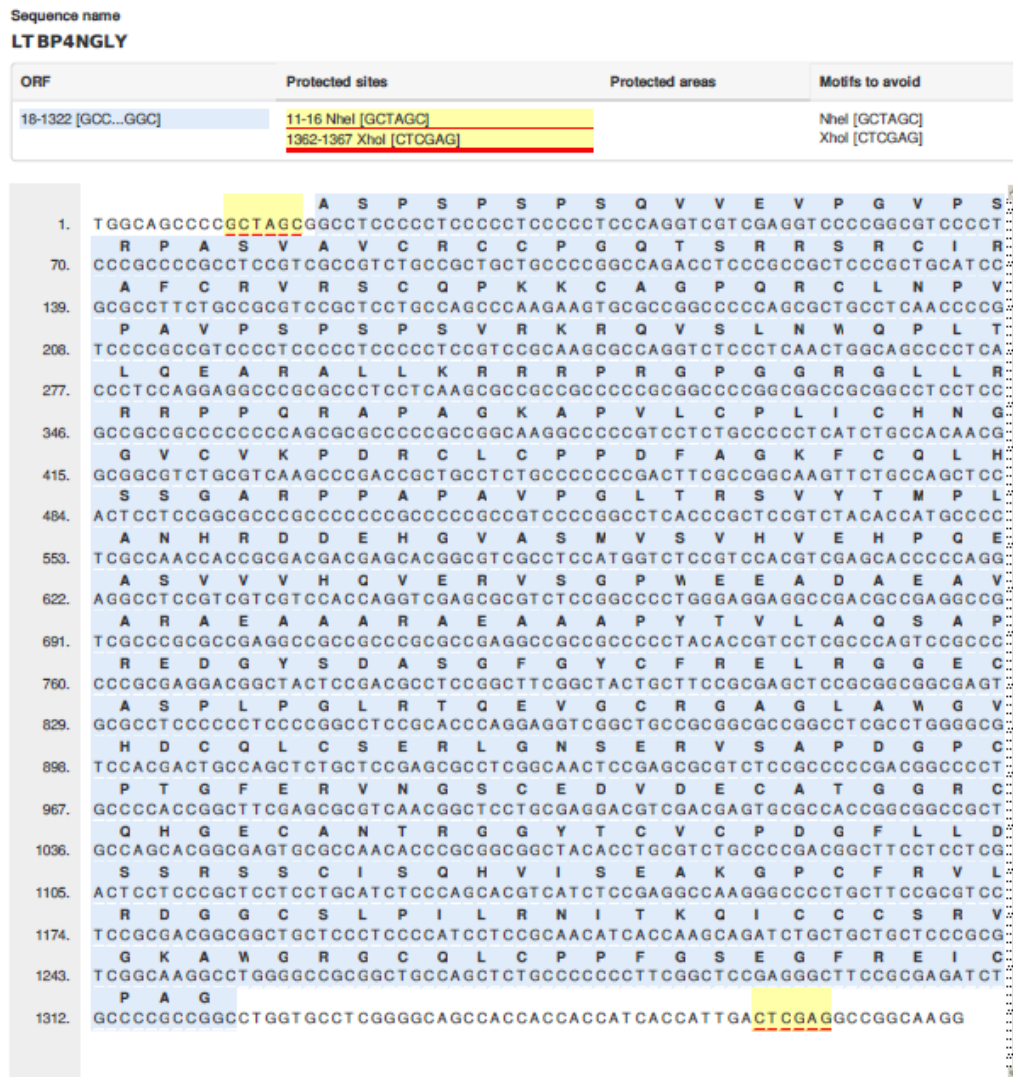 Sequence name
LTBP4NGLY
ORF Protected sites Protected areas Motifs to avoid
18-1322 [GCC...GGC] 11-16 NheI [GCTAGC] NheI [GCTAGC]
1362-1367 XhoI [CTCGAG] XhoI [CTCGAG]
A S P S P S P S Q V V E V P G V P S
1. TGGCAGCCCCGCTAGCGGCCTCCCCCTCCCCCTCCCCCTCCCAGGTCGTCGAGGTCCCCGGCGTCCCCT
R P A S V A V C R C C P G Q T S R R S R C I R
70. CCCGCCCCGCCTCCGTCGCCGTCTGCCGCTGCTGCCCCGGCCAGACCTCCCGCCGCTCCCGCTGCATCC
A F C R V R S C Q P K K C A G P Q R C L N P V
139. GCGCCTTCTGCCGCGTCCGCTCCTGCCAGCCCAAGAAGTGCGCCGGCCCCCAGCGCTGCCTCAACCCCG
P A V P S P S P S V R K R Q V S L N W Q P L T
208. TCCCCGCCGTCCCCTCCCCCTCCCCCTCCGTCCGCAAGCGCCAGGTCTCCCTCAACTGGCAGCCCCTCA
L Q E A R A L L K R R R P R G P G G R G L L R
277. CCCTCCAGGAGGCCCGCGCCCTCCTCAAGCGCCGCCGCCCCCGCGGCCCCGGCGGCCGCGGCCTCCTCC
R R P P Q R A P A G K A P V L C P L I C H N G
346. GCCGCCGCCCCCCCCAGCGCGCCCCCGCCGGCAAGGCCCCCGTCCTCTGCCCCCTCATCTGCCACAACG
G V C V K P D R C L C P P D F A G K F C Q L H
415. GCGGCGTCTGCGTCAAGCCCGACCGCTGCCTCTGCCCCCCCGACTTCGCCGGCAAGTTCTGCCAGCTCC
S S G A R P P A P A V P G L T R S V Y T M P L
484. ACTCCTCCGGCGCCCGCCCCCCCGCCCCCGCCGTCCCCGGCCTCACCCGCTCCGTCTACACCATGCCCC
A N H R D D E H G V A S M V S V H V E H P Q E
553. TCGCCAACCACCGCGACGACGAGCACGGCGTCGCCTCCATGGTCTCCGTCCACGTCGAGCACCCCCAGG
A S V V V H Q V E R V S G P W E E A D A E A V
622. AGGCCTCCGTCGTCGTCCACCAGGTCGAGCGCGTCTCCGGCCCCTGGGAGGAGGCCGACGCCGAGGCCG
A R A E A A A R A E A A A P Y T V L A Q S A P
691. TCGCCCGCGCCGAGGCCGCCGCCCGCGCCGAGGCCGCCGCCCCCTACACCGTCCTCGCCCAGTCCGCCC
R E D G Y S D A S G F G Y C F R E L R G G E C
760. CCCGCGAGGACGGCTACTCCGACGCCTCCGGCTTCGGCTACTGCTTCCGCGAGCTCCGCGGCGGCGAGT
A S P L P G L R T Q E V G C R G A G L A W G V
829. GCGCCTCCCCCCTCCCCGGCCTCCGCACCCAGGAGGTCGGCTGCCGCGGCGCCGGCCTCGCCTGGGGCG
H D C Q L C S E R L G N S E R V S A P D G P C
898. TCCACGACTGCCAGCTCTGCTCCGAGCGCCTCGGCAACTCCGAGCGCGTCTCCGCCCCCGACGGCCCCT
P T G F E R V N G S C E D V D E C A T G G R C
967. GCCCCACCGGCTTCGAGCGCGTCAACGGCTCCTGCGAGGACGTCGACGAGTGCGCCACCGGCGGCCGCT
Q H G E C A N T R G G Y T C V C P D G F L L D
1036. GCCAGCACGGCGAGTGCGCCAACACCCGCGGCGGCTACACCTGCGTCTGCCCCGACGGCTTCCTCCTCG
S S R S S C I S Q H V I S E A K G P C F R V L
1105. ACTCCTCCCGCTCCTCCTGCATCTCCCAGCACGTCATCTCCGAGGCCAAGGGCCCCTGCTTCCGCGTCC
R D G G C S L P I L R N I T K Q I C C C S R V
1174. TCCGCGACGGCGGCTGCTCCCTCCCCATCCTCCGCAACATCACCAAGCAGATCTGCTGCTGCTCCCGCG
G K A W G R G C Q L C P P F G S E G F R E I C
1243. TCGGCAAGGCCTGGGGCCGCGGCTGCCAGCTCTGCCCCCCCTTCGGCTCCGAGGGCTTCCGCGAGATCT
P A G
1312. GCCCCGCCGGCCTGGTGCCTCGGGGCAGCCACCACCACCATCACCATTGACTCGAGGCCGGCAAGG